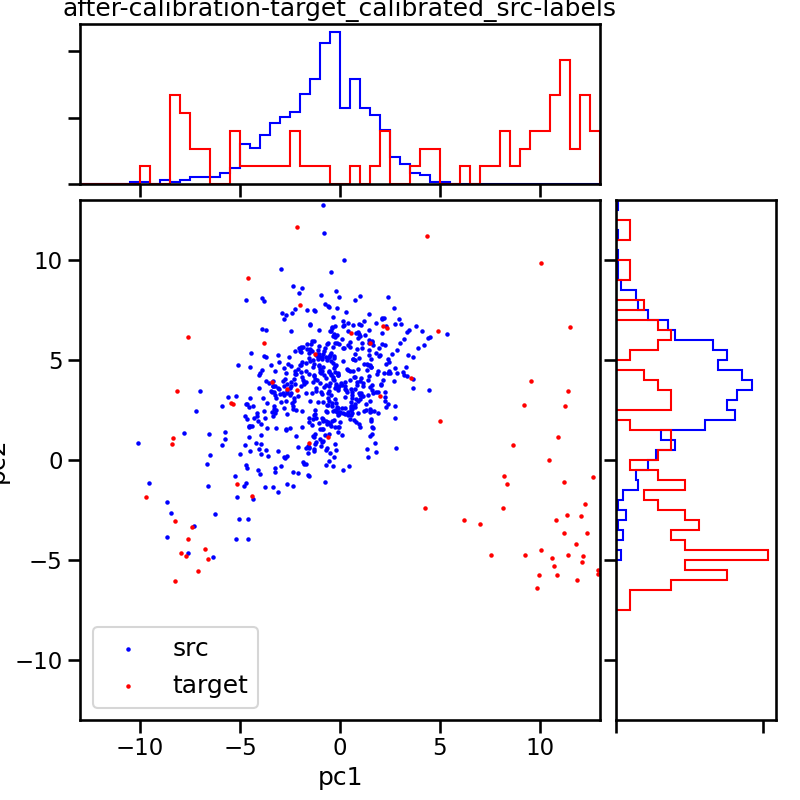 after-calibration-target_calibrated_src-labels
10
5
0
−5
−10
pc2
src
target
−10
−5
0
5
10
pc1